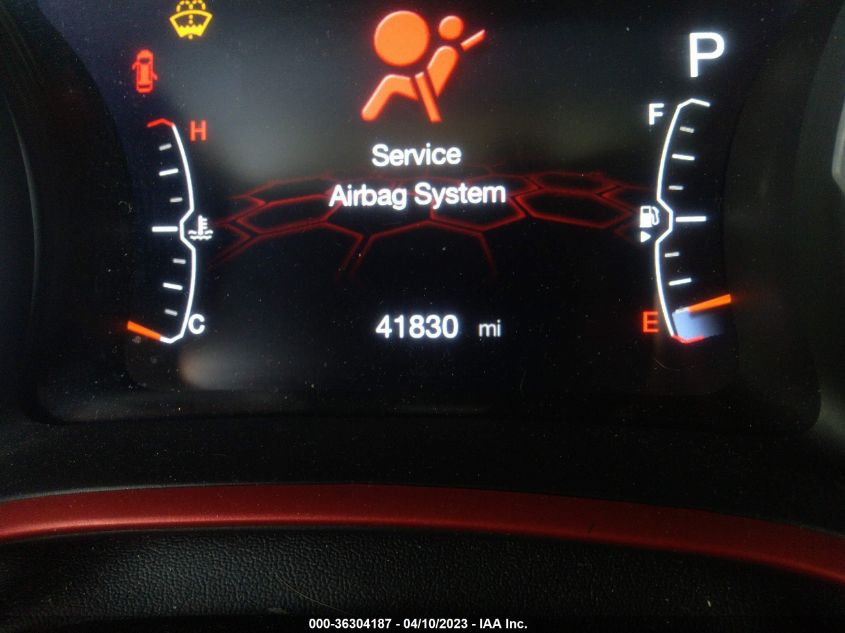 P
H
F
Service
Airbag System
C
E
41830 mi
000-36304187 - 04/10/2023 - IAA Inc.